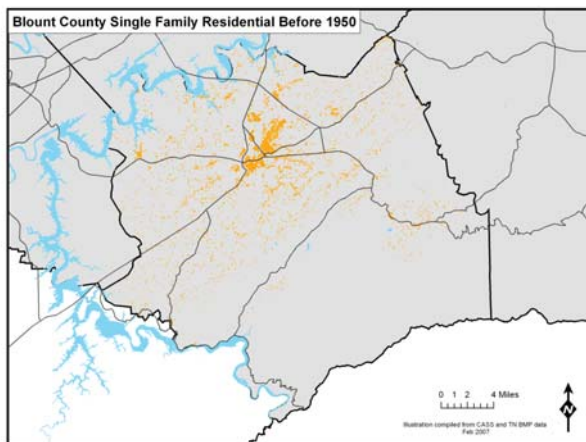 Blount County Single Family Residential Before 1950
0 1 2 4 Miles
N
Illustration compiled from CASS and TN BMP data
Feb 2007